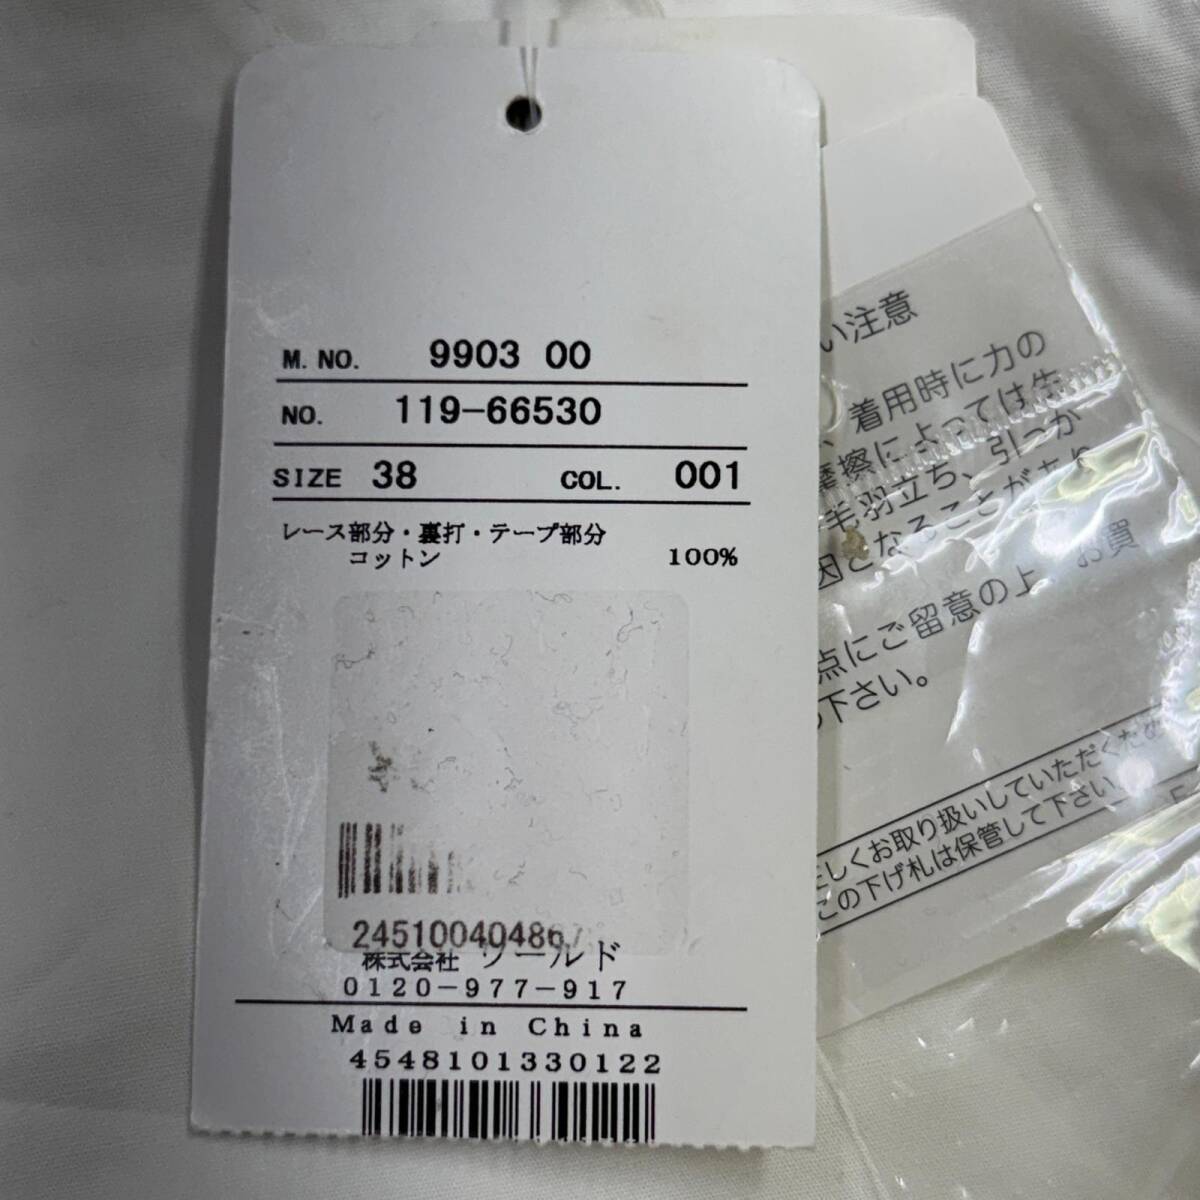 M. NO. 9903 00
NO. 119-66530
SIZE 38 COL. 001
レース部分・裏打・テープ部分
コットン 100%
24510040486
株式会社 ワールド
0120-977-917
Made in China
4548101330122
い注意
、着用時に力の
摩擦によっては生
毛羽立ち、引っか
因となることがあり
お買
点にご留意の上
下さい。
しくお取り扱いしていただくため
この下げ札は保管して下さい。